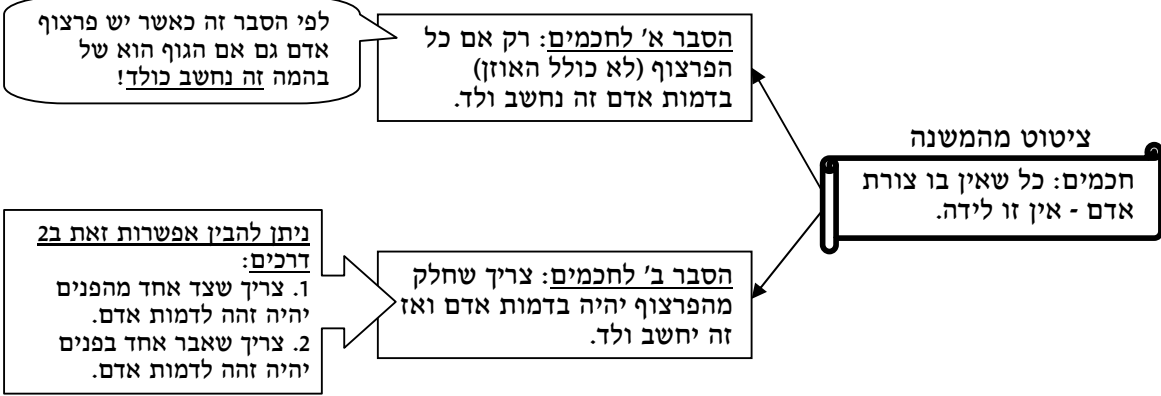 ציטוט מהמשנה
חכמים: כל שאין בו צורת
אדם - אין זו לידה.
הסבר א' לחכמים: רק אם כל
הפרצוף (לא כולל האוזן)
בדמות אדם זה נחשב ולד.
לפי הסבר זה כאשר יש פרצוף
אדם גם אם הגוף הוא של
בהמה זה נחשב כולד!
הסבר ב' לחכמים: צריך שחלק
מהפרצוף יהיה בדמות אדם ואז
זה יחשב ולד.
ניתן להבין אפשרות זאת ב2
דרכים:
1. צריך שצד אחד מהפנים
יהיה זהה לדמות אדם.
2. צריך שאבר אחד בפנים
יהיה זהה לדמות אדם.